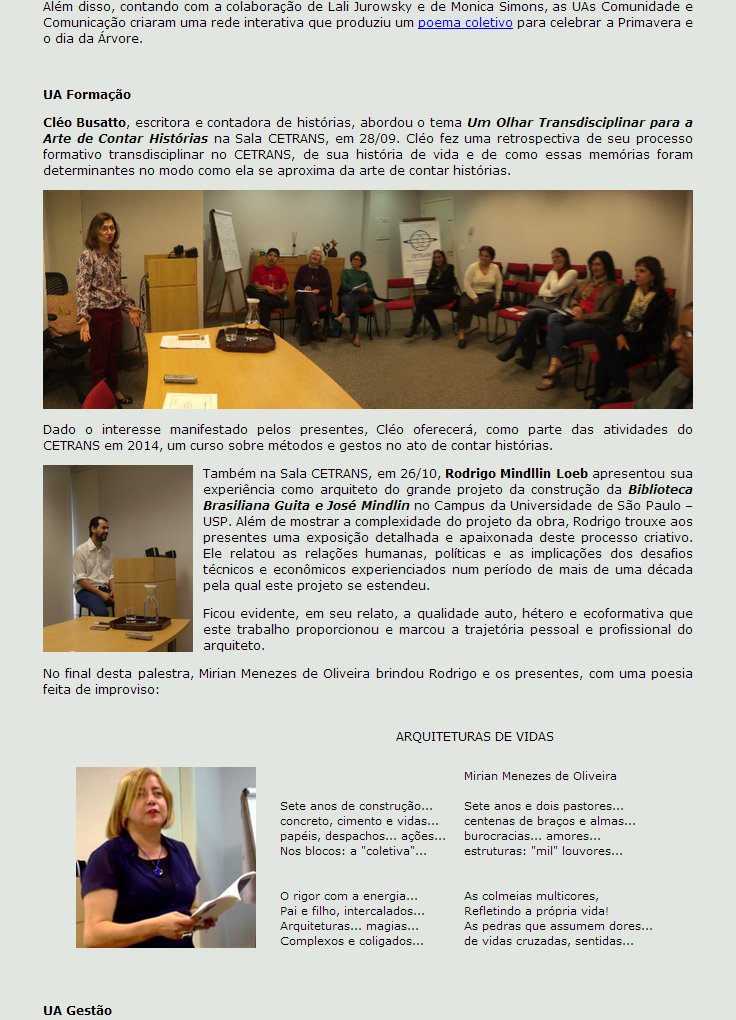 Além disso, contando com a colaboração de Lali Jurowsky e de Monica Simons, as UAs Comunidade e
Comunicação criaram uma rede interativa que produziu um poema coletivo para celebrar a Primavera e
o dia da Árvore.
UA Formação
Cléo Busatto, escritora e contadora de histórias, abordou o tema Um Olhar Transdisciplinar para a
Arte de Contar Histórias na Sala CETRANS, em 28/09. Cléo fez uma retrospectiva de seu processo
formativo transdisciplinar no CETRANS, de sua história de vida e de como essas memórias foram
determinantes no modo como ela se aproxima da arte de contar histórias.
CETRANS
Dado o interesse manifestado pelos presentes, Cléo oferecerá, como parte das atividades do
CETRANS em 2014, um curso sobre métodos e gestos no ato de contar histórias.
Também na Sala CETRANS, em 26/10, Rodrigo Mindllin Loeb apresentou sua
experiência como arquiteto do grande projeto da construção da Biblioteca
Brasiliana Guita e José Mindlin no Campus da Universidade de São Paulo –
USP. Além de mostrar a complexidade do projeto da obra, Rodrigo trouxe aos
presentes uma exposição detalhada e apaixonada deste processo criativo.
Ele relatou as relações humanas, políticas e as implicações dos desafios
técnicos e econômicos experienciados num período de mais de uma década
pela qual este projeto se estendeu.
Ficou evidente, em seu relato, a qualidade auto, hétero e ecoformativa que
este trabalho proporcionou e marcou a trajetória pessoal e profissional do
arquiteto.
No final desta palestra, Mirian Menezes de Oliveira brindou Rodrigo e os presentes, com uma poesia
feita de improviso:
ARQUITETURAS DE VIDAS
Mirian Menezes de Oliveira
Sete anos de construção...
concreto, cimento e vidas...
papéis, despachos... ações...
Nos blocos: a "coletiva"...
Sete anos e dois pastores...
centenas de braços e almas...
burocracias... amores...
estruturas: "mil" louvores...
O rigor com a energia...
Pai e filho, intercalados...
Arquiteturas... magias...
Complexos e coligados...
As colmeias multicores,
Refletindo a própria vida!
As pedras que assumem dores...
de vidas cruzadas, sentidas...
UA Gestão